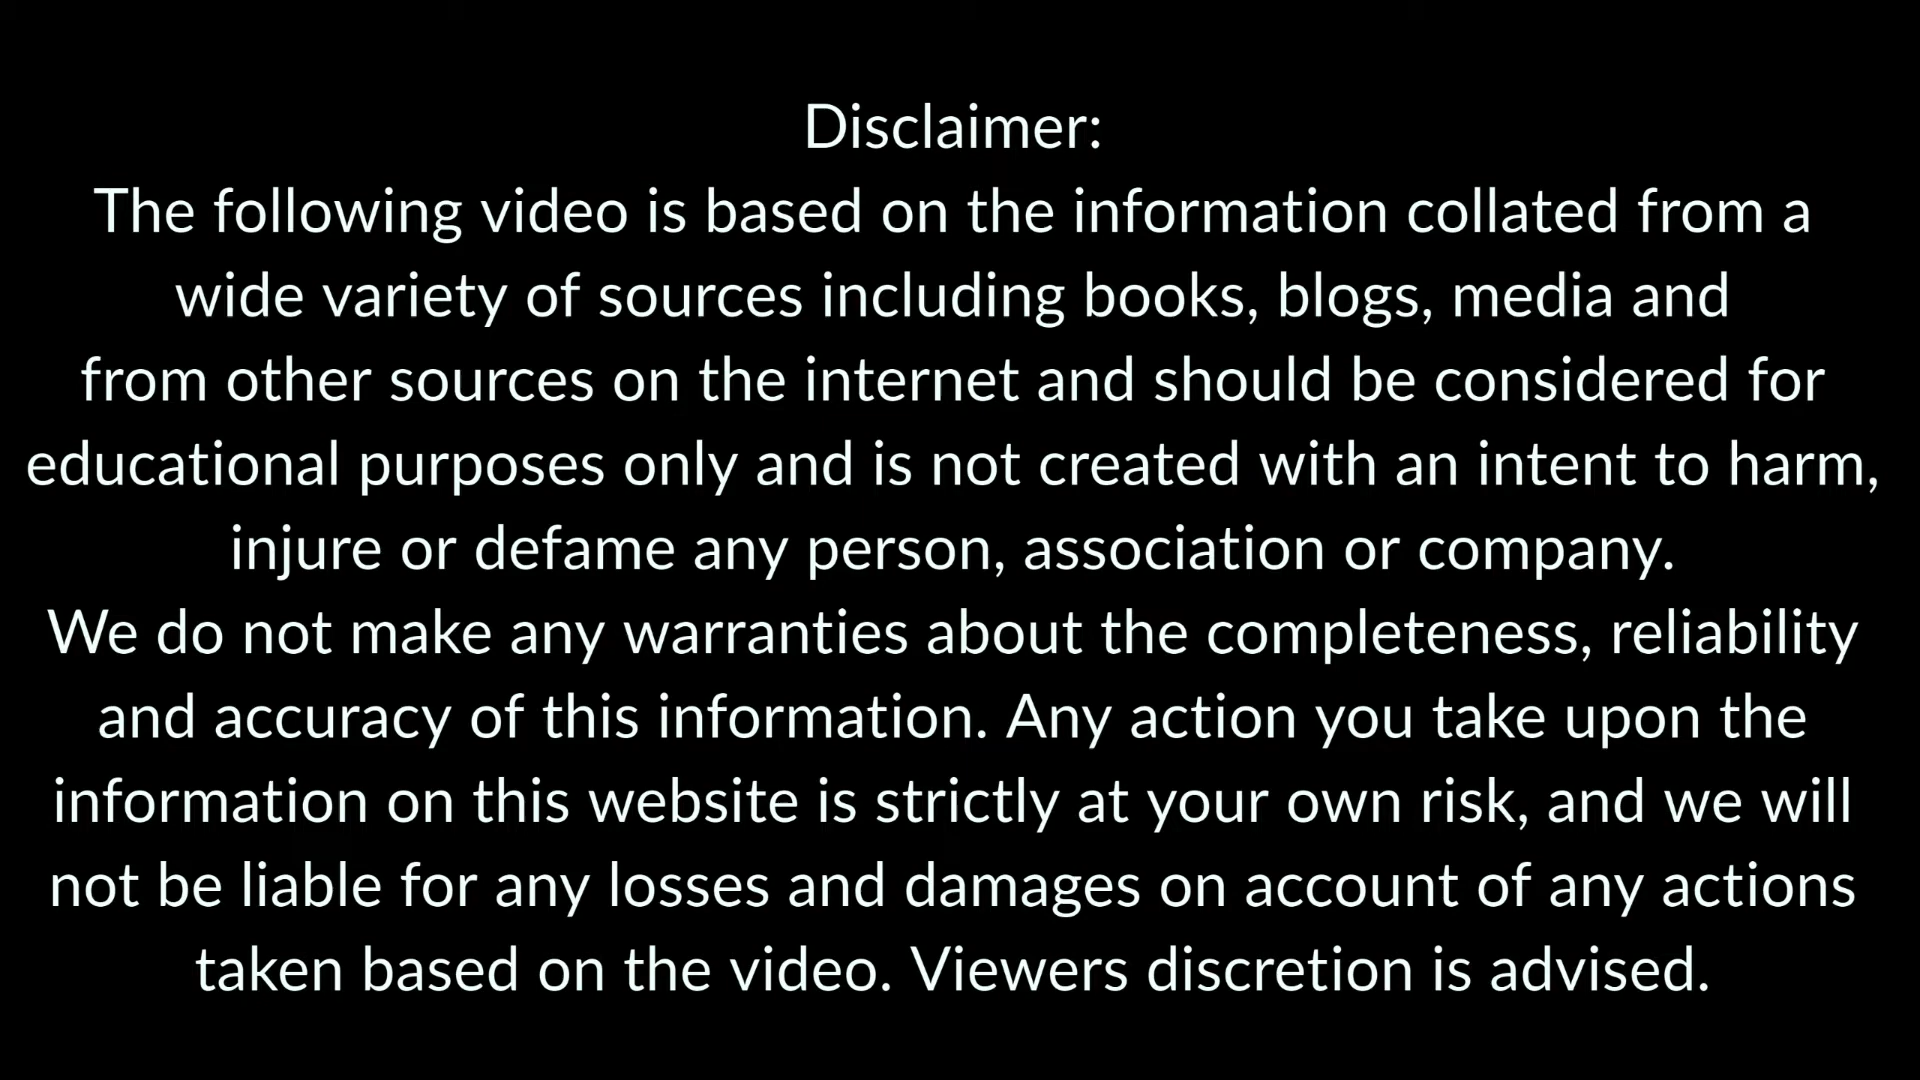 Disclaimer:
The following video is based on the information collated from a
wide variety of sources including books, blogs, media and
from other sources on the internet and should be considered for
educational purposes only and is not created with an intent to harm,
injure or defame any person, association or company.
We do not make any warranties about the completeness, reliability
and accuracy of this information. Any action you take upon the
information on this website is strictly at your own risk, and we will
not be liable for any losses and damages on account of any actions
taken based on the video. Viewers discretion is advised.